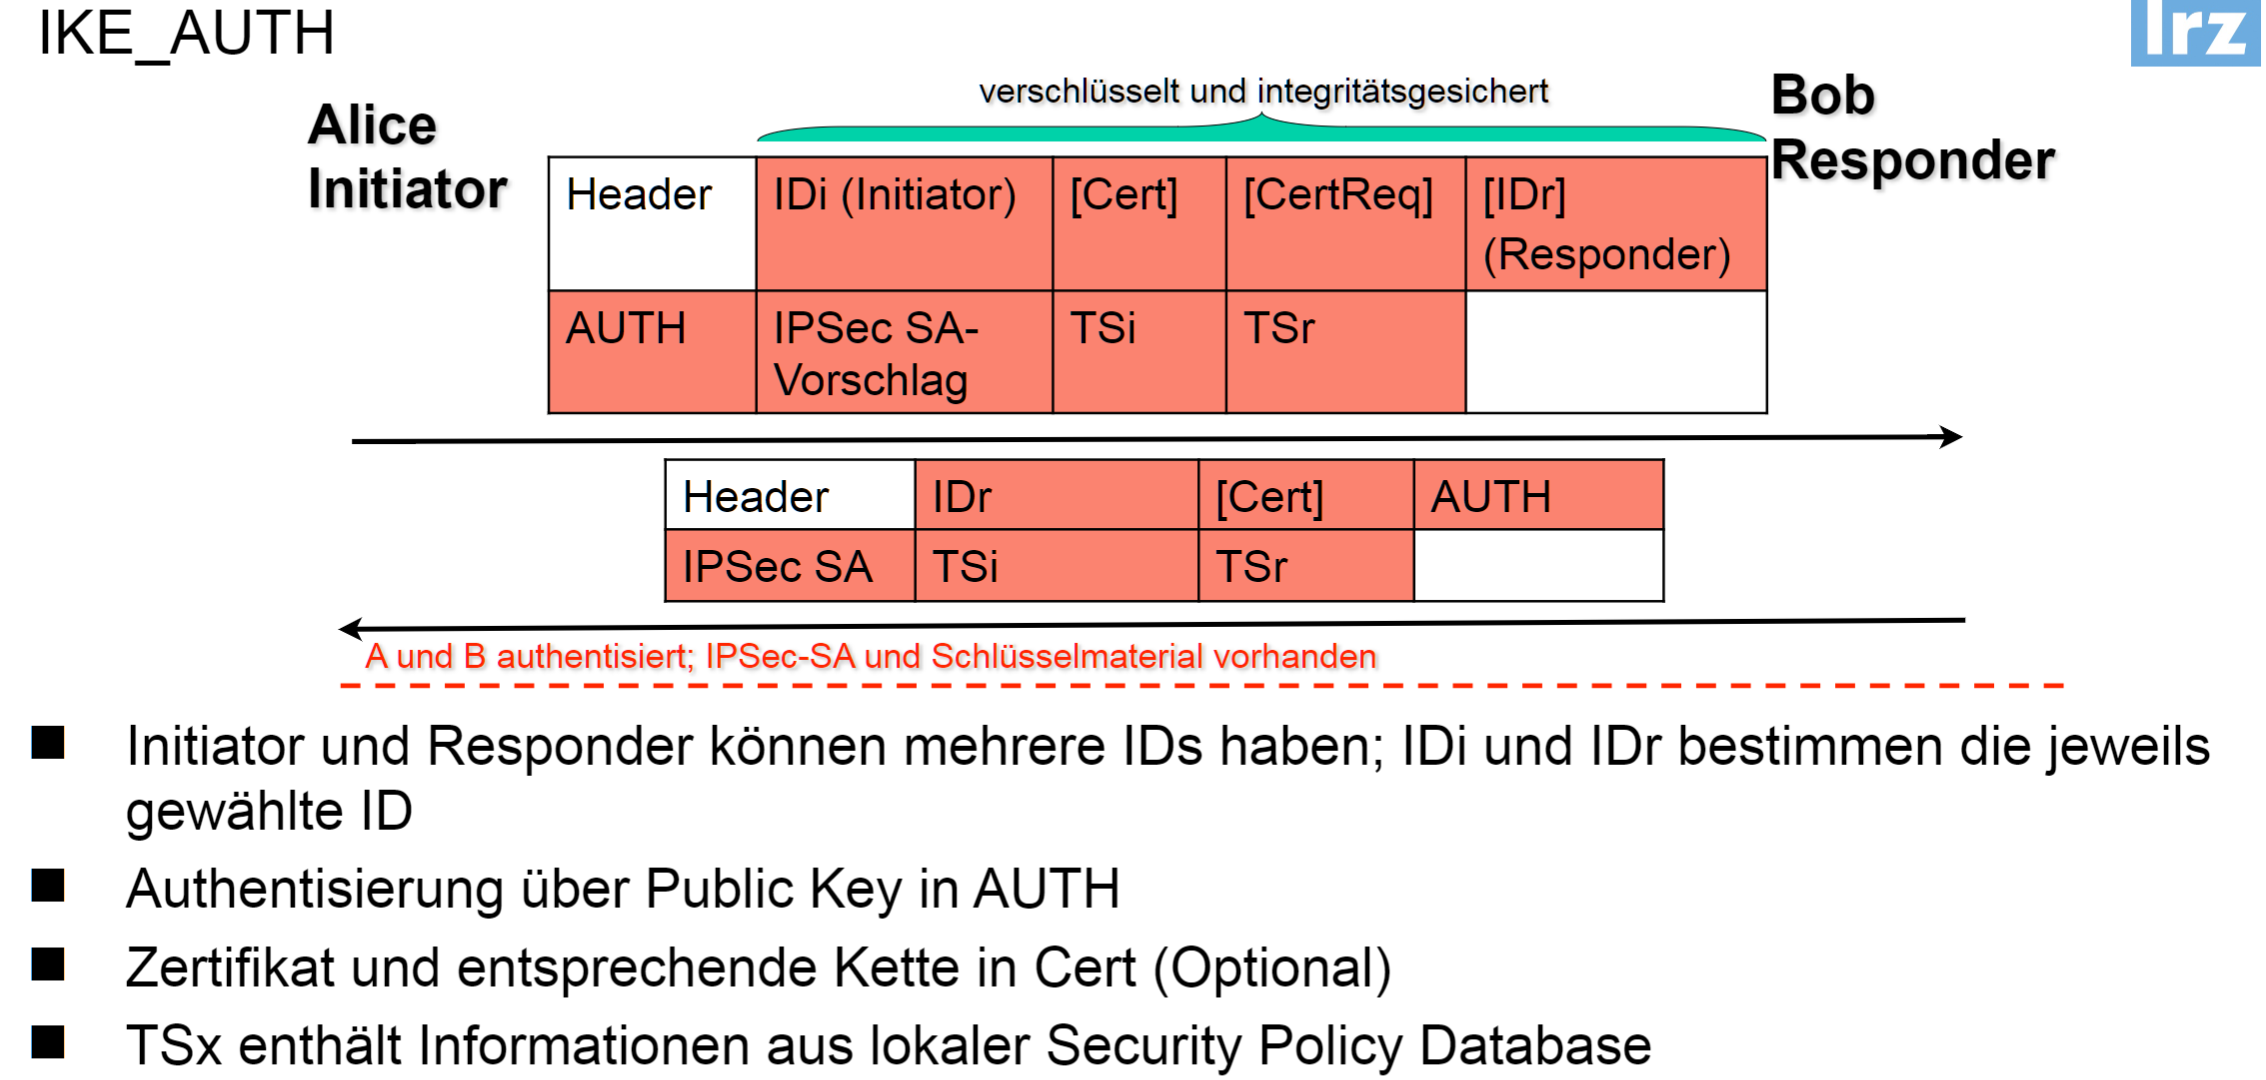 IKE_AUTH
lrz
verschlüsselt und integritätsgesichert
Alice
Initiator
Bob
Responder
Header IDi (Initiator) [Cert] [CertReq] [IDr]
(Responder)
AUTH IPSec SA- TSi TSr
Vorschlag
Header IDr [Cert] AUTH
IPSec SA TSi TSr
A und B authentisiert; IPSec-SA und Schlüsselmaterial vorhanden
Initiator und Responder können mehrere IDs haben; IDi und IDr bestimmen die jeweils
gewählte ID
Authentisierung über Public Key in AUTH
Zertifikat und entsprechende Kette in Cert (Optional)
TSx enthält Informationen aus lokaler Security Policy Database